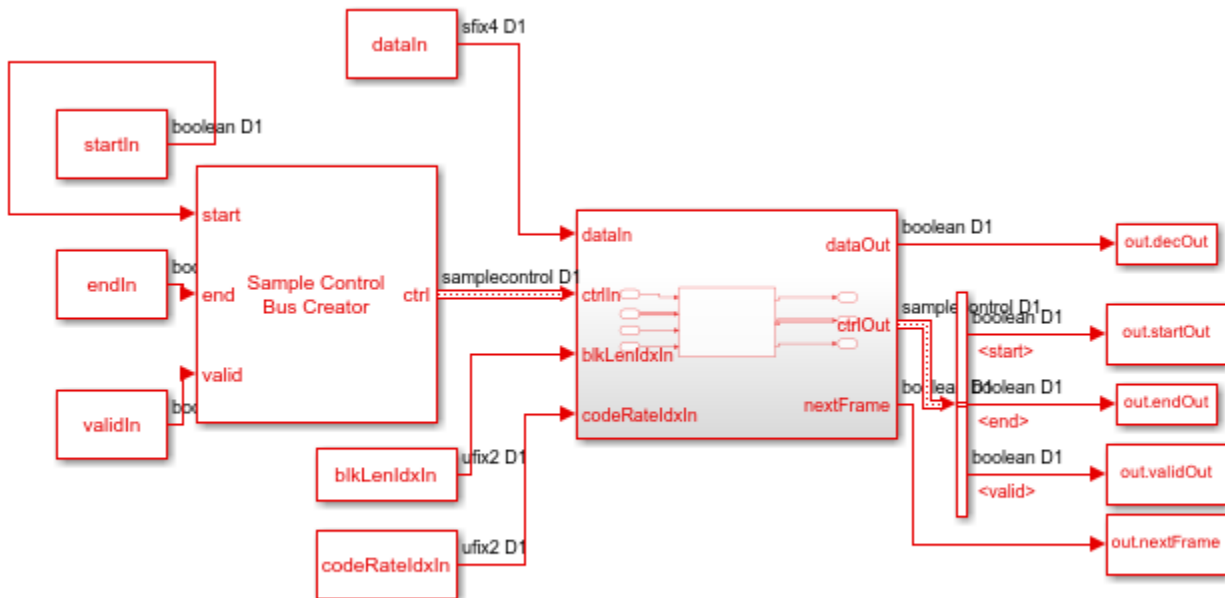 dataIn
sfix4 D1
startIn
boolean D1
start
endIn
end
Sample Control
Bus Creator
ctrl
samplecontrol D1
valid
validIn
dataIn
dataOut
boolean D1
out.decOut
ctrlIn
ctrlOut
boolean D1
<start>
out.startOut
blkLenIdxIn
nextFrame
boolean D1
<end>
out.endOut
codeRateIdxIn
boolean D1
<valid>
out.validOut
blkLenIdxIn
ufix2 D1
out.nextFrame
codeRateIdxIn
ufix2 D1